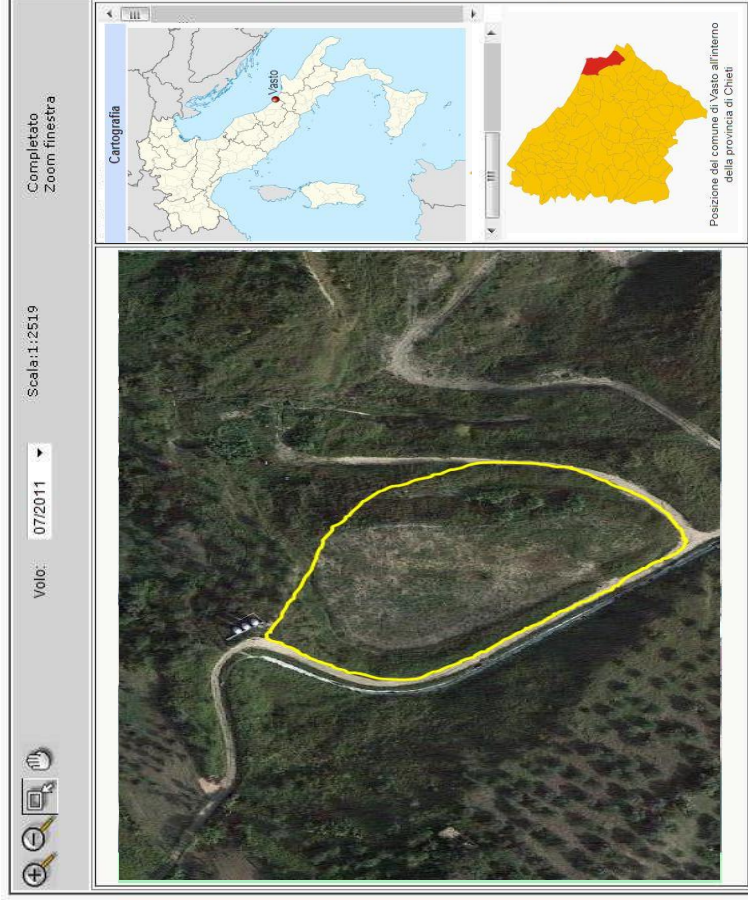 Volo:
07/2011
Scala:1:2519
Completato
Zoom finestra
Cartografia
Vasto
Posizione del comune di Vasto all'interno
della provincia di Chieti